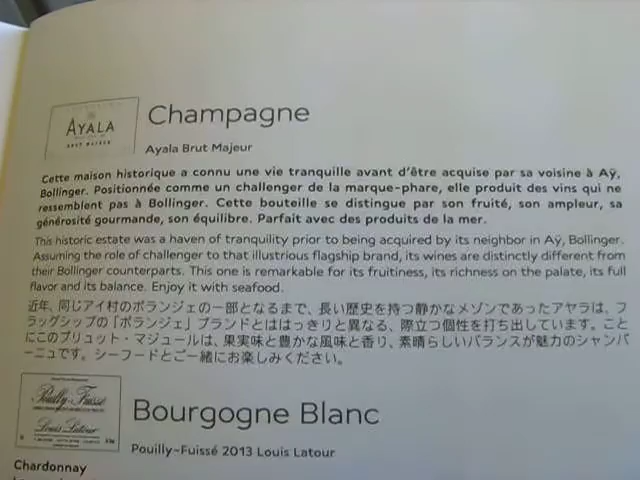 AYALA
BRUT MAJEUR
Champagne
Ayala Brut Majeur
Cette maison historique a connu une vie tranquille avant d'être acquise par sa voisine à Aÿ,
Bollinger. Positionnée comme un challenger de la marque-phare, elle produit des vins qui ne
ressemblent pas à Bollinger. Cette bouteille se distingue par son fruité, son ampleur, sa
générosité gourmande, son équilibre. Parfait avec des produits de la mer.
This historic estate was a haven of tranquility prior to being acquired by its neighbor in Aÿ, Bollinger.
Assuming the role of challenger to that illustrious flagship brand, its wines are distinctly different from
their Bollinger counterparts. This one is remarkable for its fruitiness, its richness on the palate, its full
flavor and its balance. Enjoy it with seafood.
近年、同じアイ村のボランジェの一部となるまで、長い歴史を持つ静かなメゾンであったアヤラは、フ
ラッグシップの「ボランジェ」ブランドとははっきりと異なる、際立つ個性を打ち出しています。こと
にこのブリュット・マジュールは、果実味と豊かな風味と香り、素晴らしいバランスが魅力のシャンパ
ーニュです。シーフードとご一緒にお楽しみください。
Pouilly-Fuissé
Louis Latour
Bourgogne Blanc
Pouilly-Fuissé 2013 Louis Latour
Chardonnay